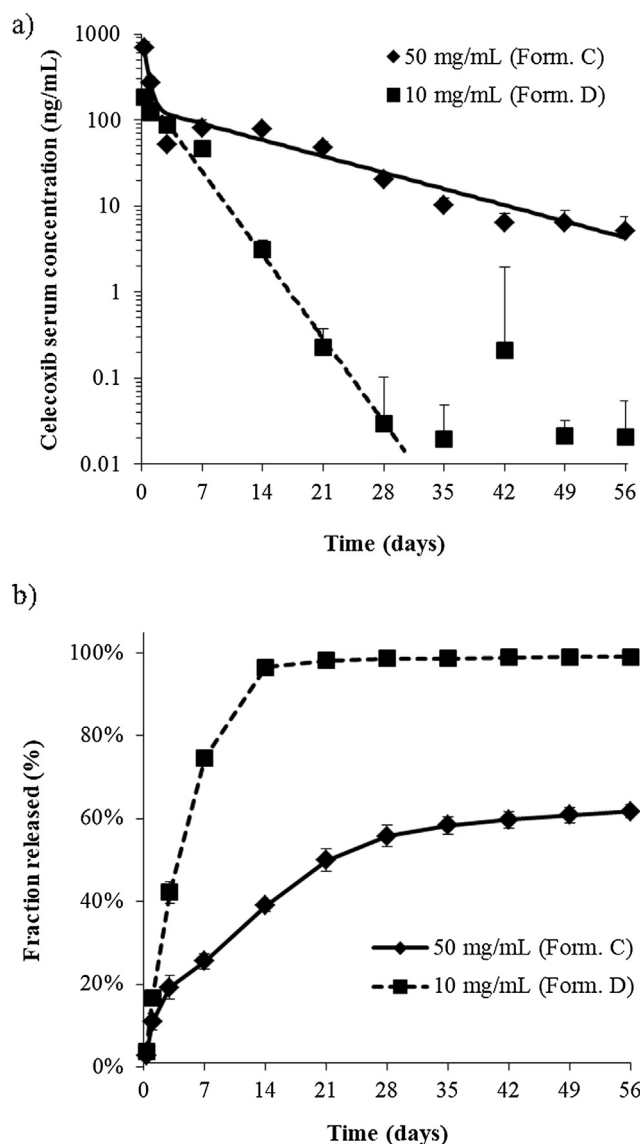 a)
Celecoxib serum concentration (ng/mL)
1000
100
10
1
0.1
0.01
50 mg/mL (Form. C)
10 mg/mL (Form. D)
0 7 14 21 28 35 42 49 56
Time (days)
b)
Fraction released (%)
100%
80%
60%
40%
20%
0%
50 mg/mL (Form. C)
10 mg/mL (Form. D)
0 7 14 21 28 35 42 49 56
Time (days)